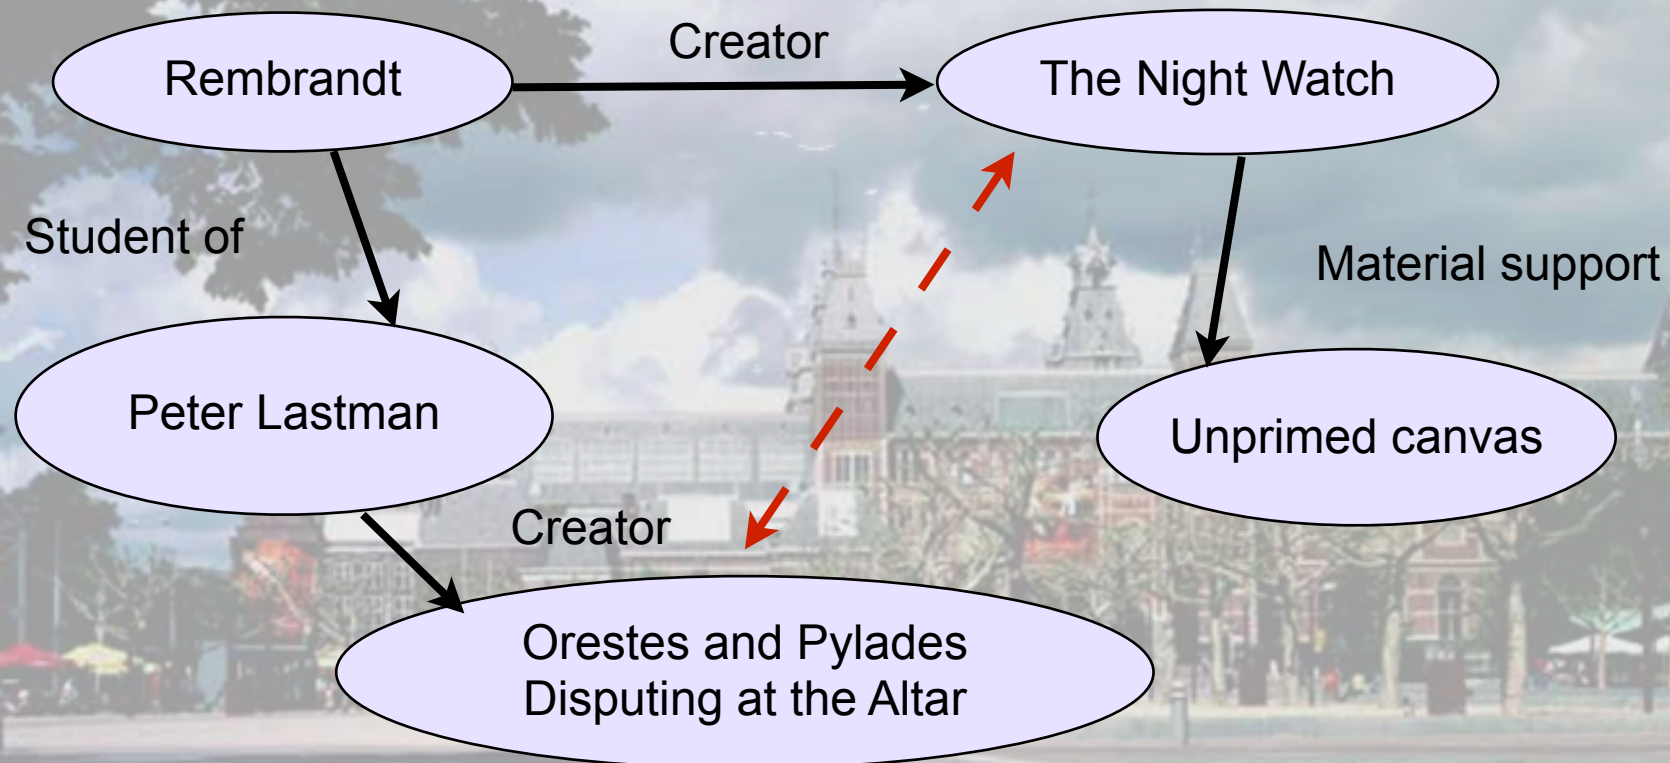 Creator
Rembrandt
The Night Watch
Student of
Material support
Peter Lastman
Unprimed canvas
Creator
Orestes and Pylades
Disputing at the Altar